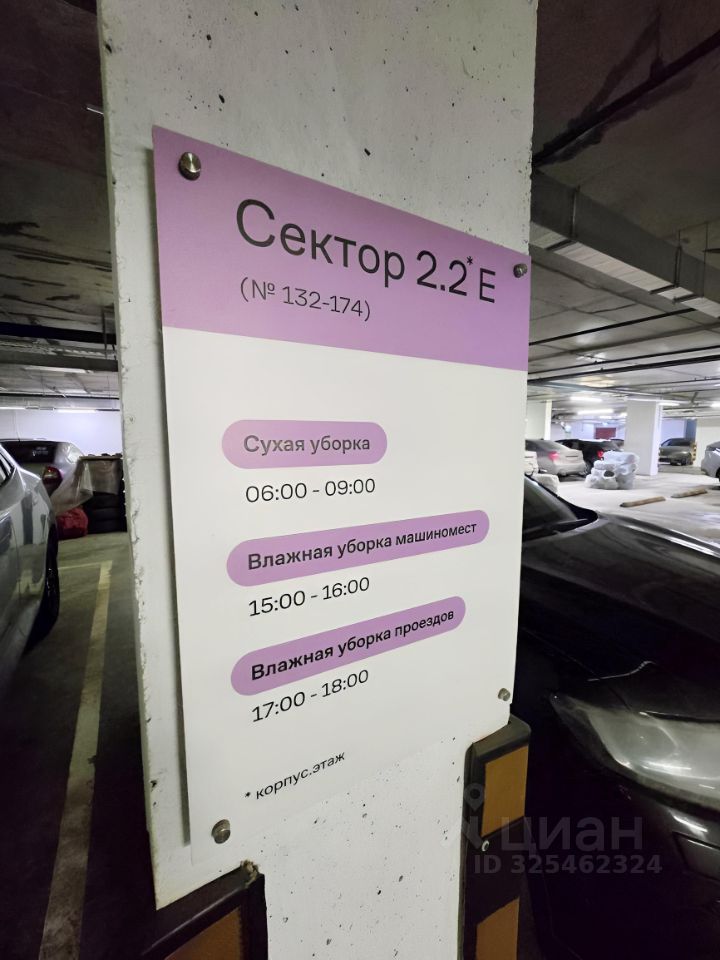 Сектор 2.2* Е
(№ 132-174)
Сухая уборка
06:00 - 09:00
Влажная уборка машиномест
15:00 - 16:00
Влажная уборка проездов
17:00 - 18:00
* корпус.этаж
циан
ID 325462324